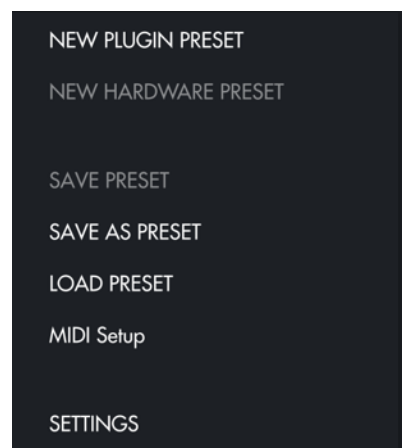 NEW PLUGIN PRESET
NEW HARDWARE PRESET
SAVE PRESET
SAVE AS PRESET
LOAD PRESET
MIDI Setup
SETTINGS